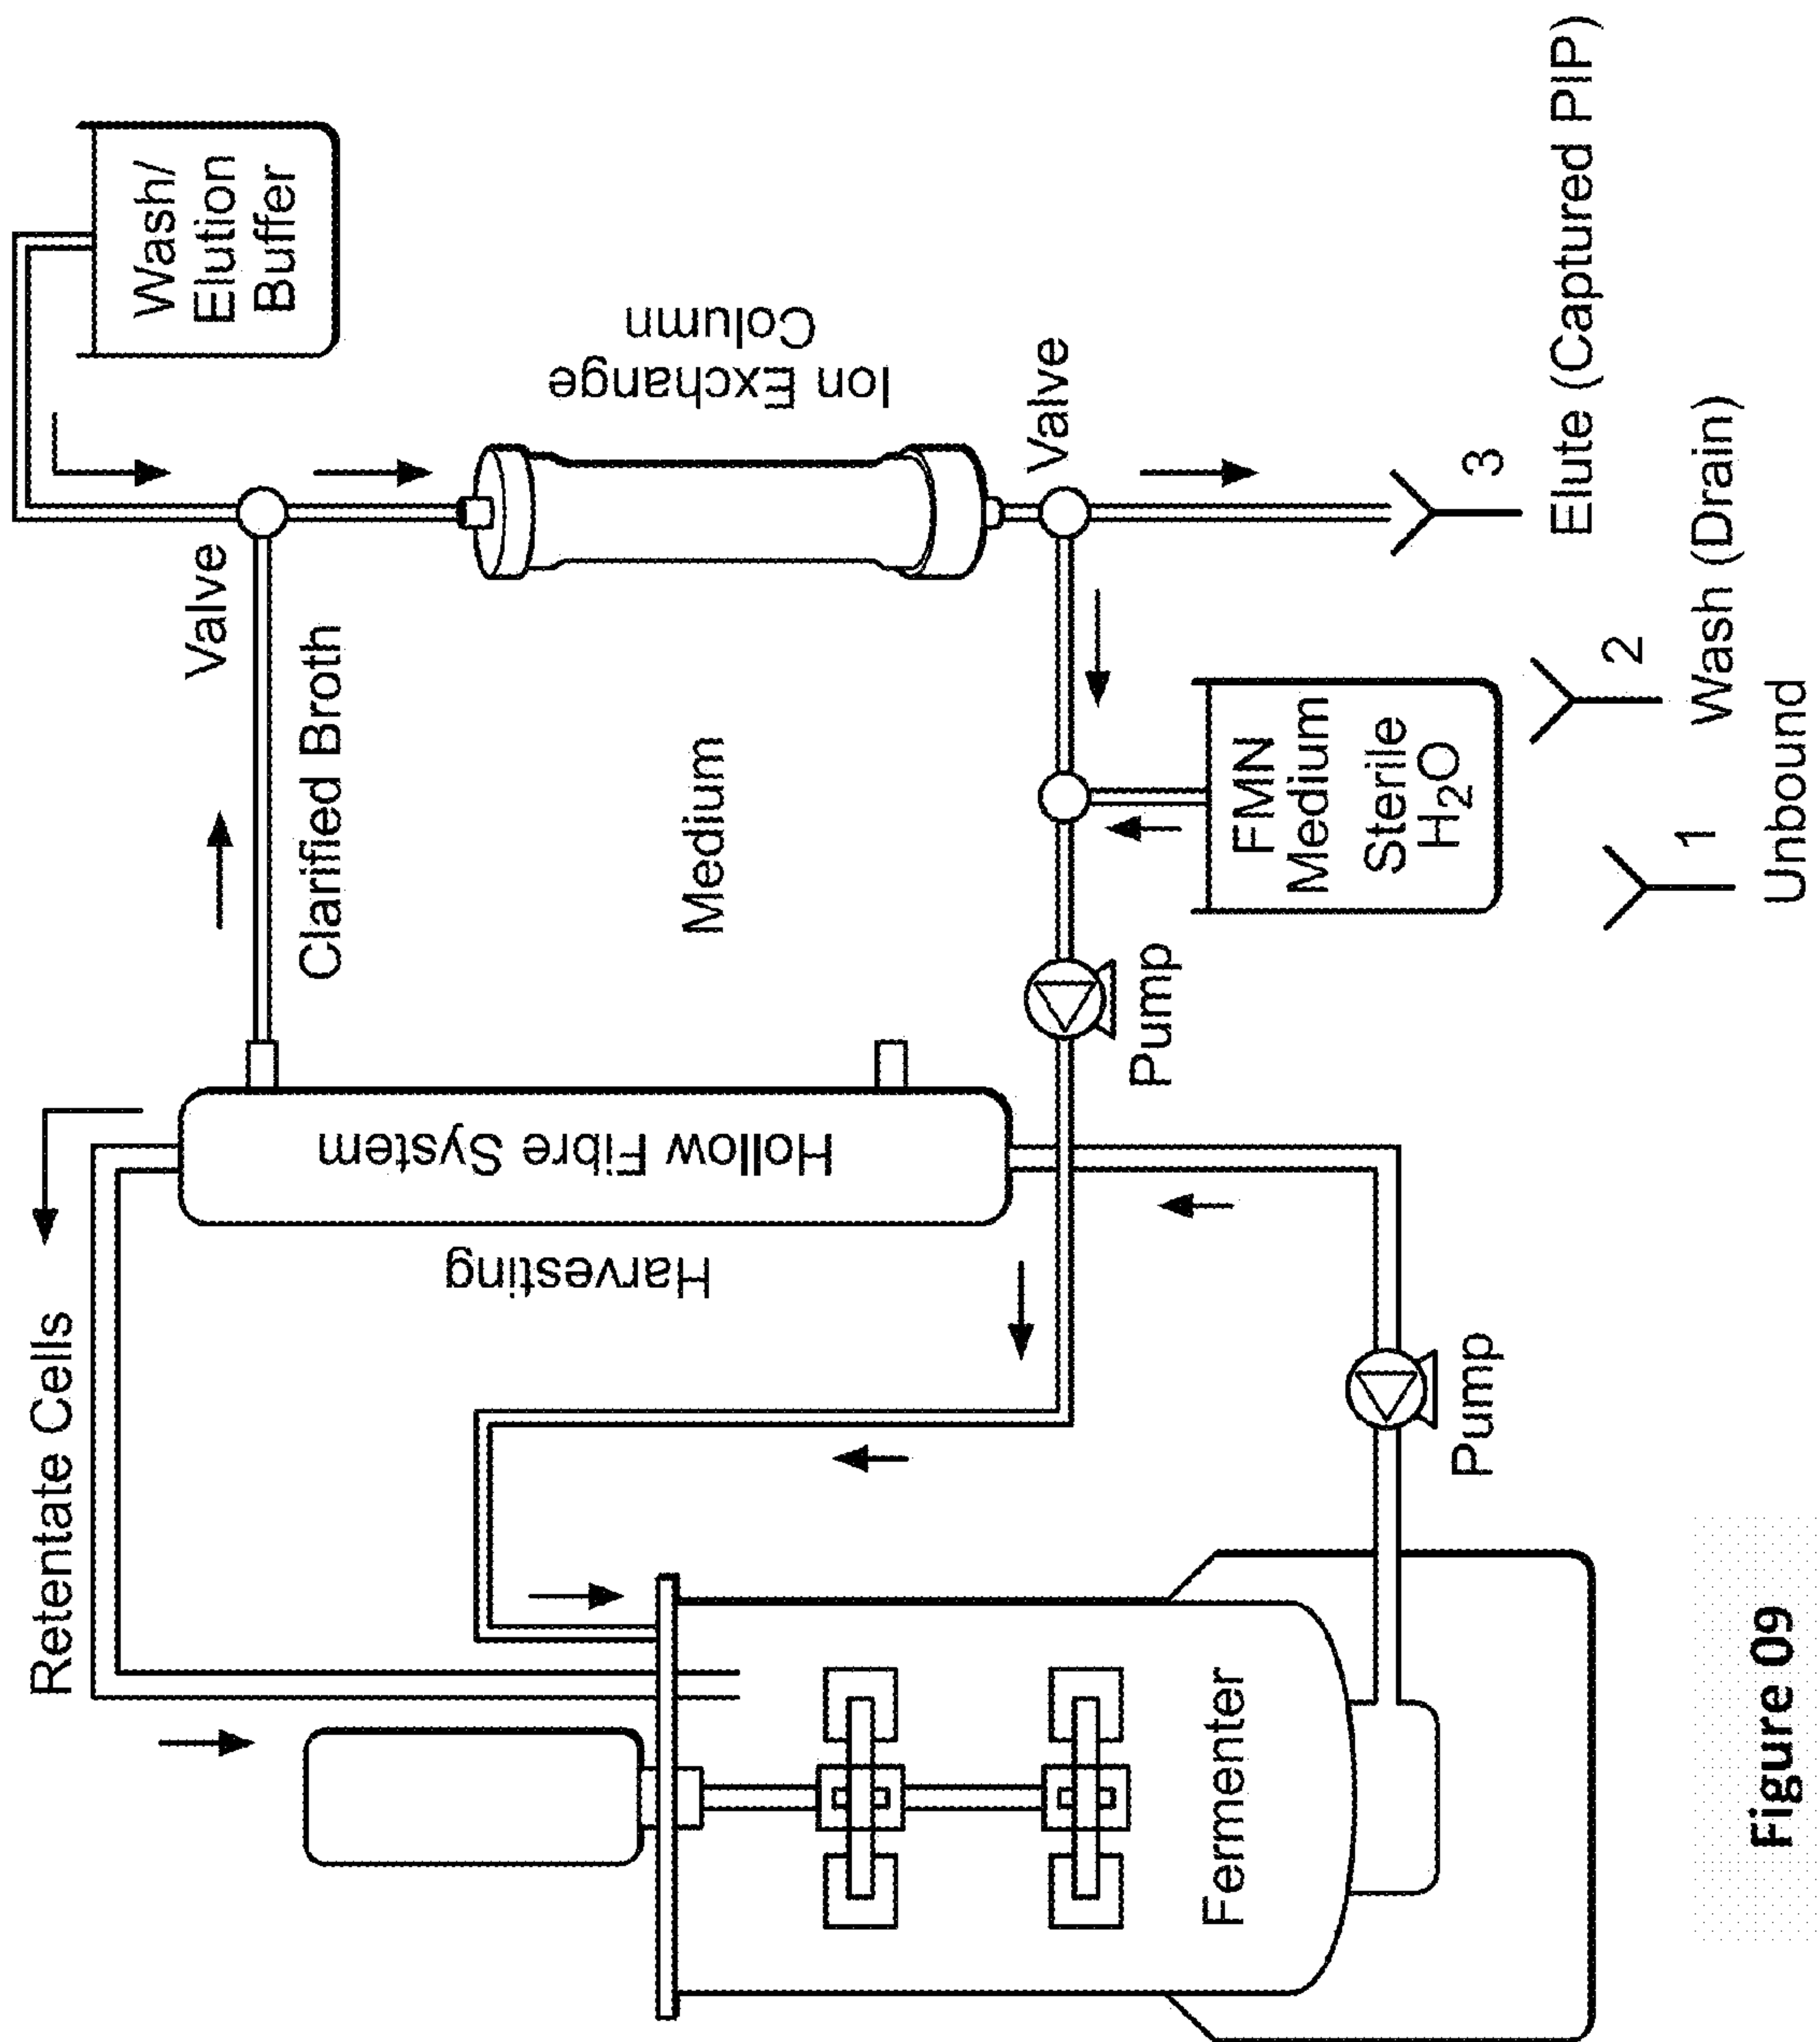 Retentate Cells
Wash/
Elution
Buffer
Valve
Clarified Broth
Hollow Fibre System
Harvesting
Ion Exchange
Column
Medium
Valve
Pump
FMN
Medium
Sterile
H₂O
Fermenter
Pump
3
Elute (Captured PIP)
2
Wash (Drain)
1
Unbound
Figure 09